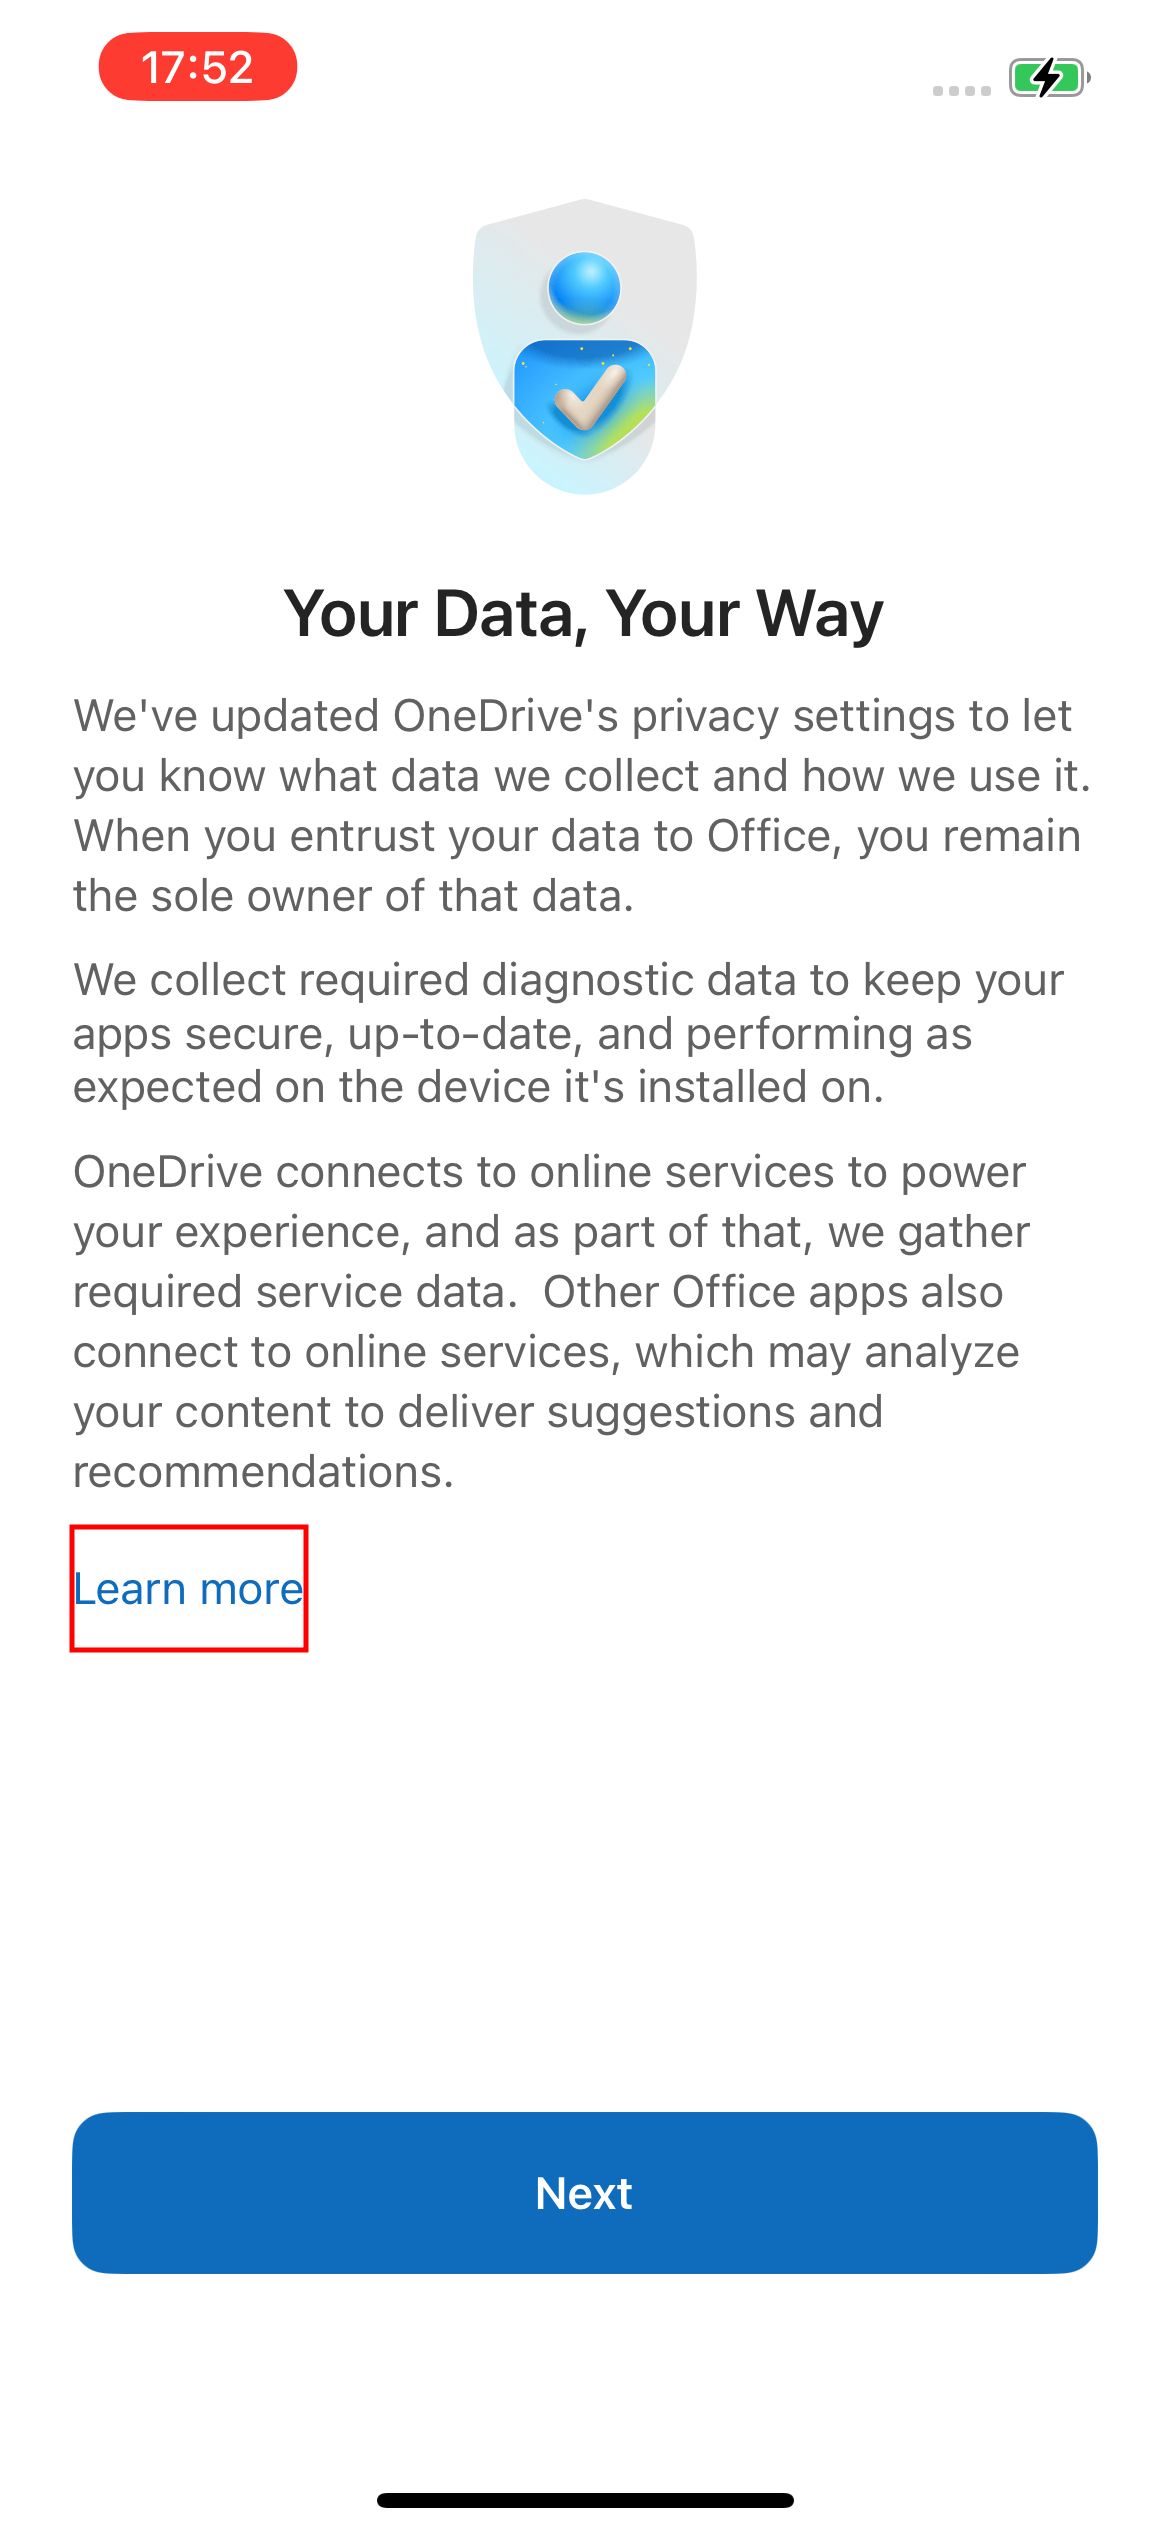 17:52
Your Data, Your Way
We've updated OneDrive's privacy settings to let
you know what data we collect and how we use it.
When you entrust your data to Office, you remain
the sole owner of that data.
We collect required diagnostic data to keep your
apps secure, up-to-date, and performing as
expected on the device it's installed on.
OneDrive connects to online services to power
your experience, and as part of that, we gather
required service data.  Other Office apps also
connect to online services, which may analyze
your content to deliver suggestions and
recommendations.
Learn more
Next